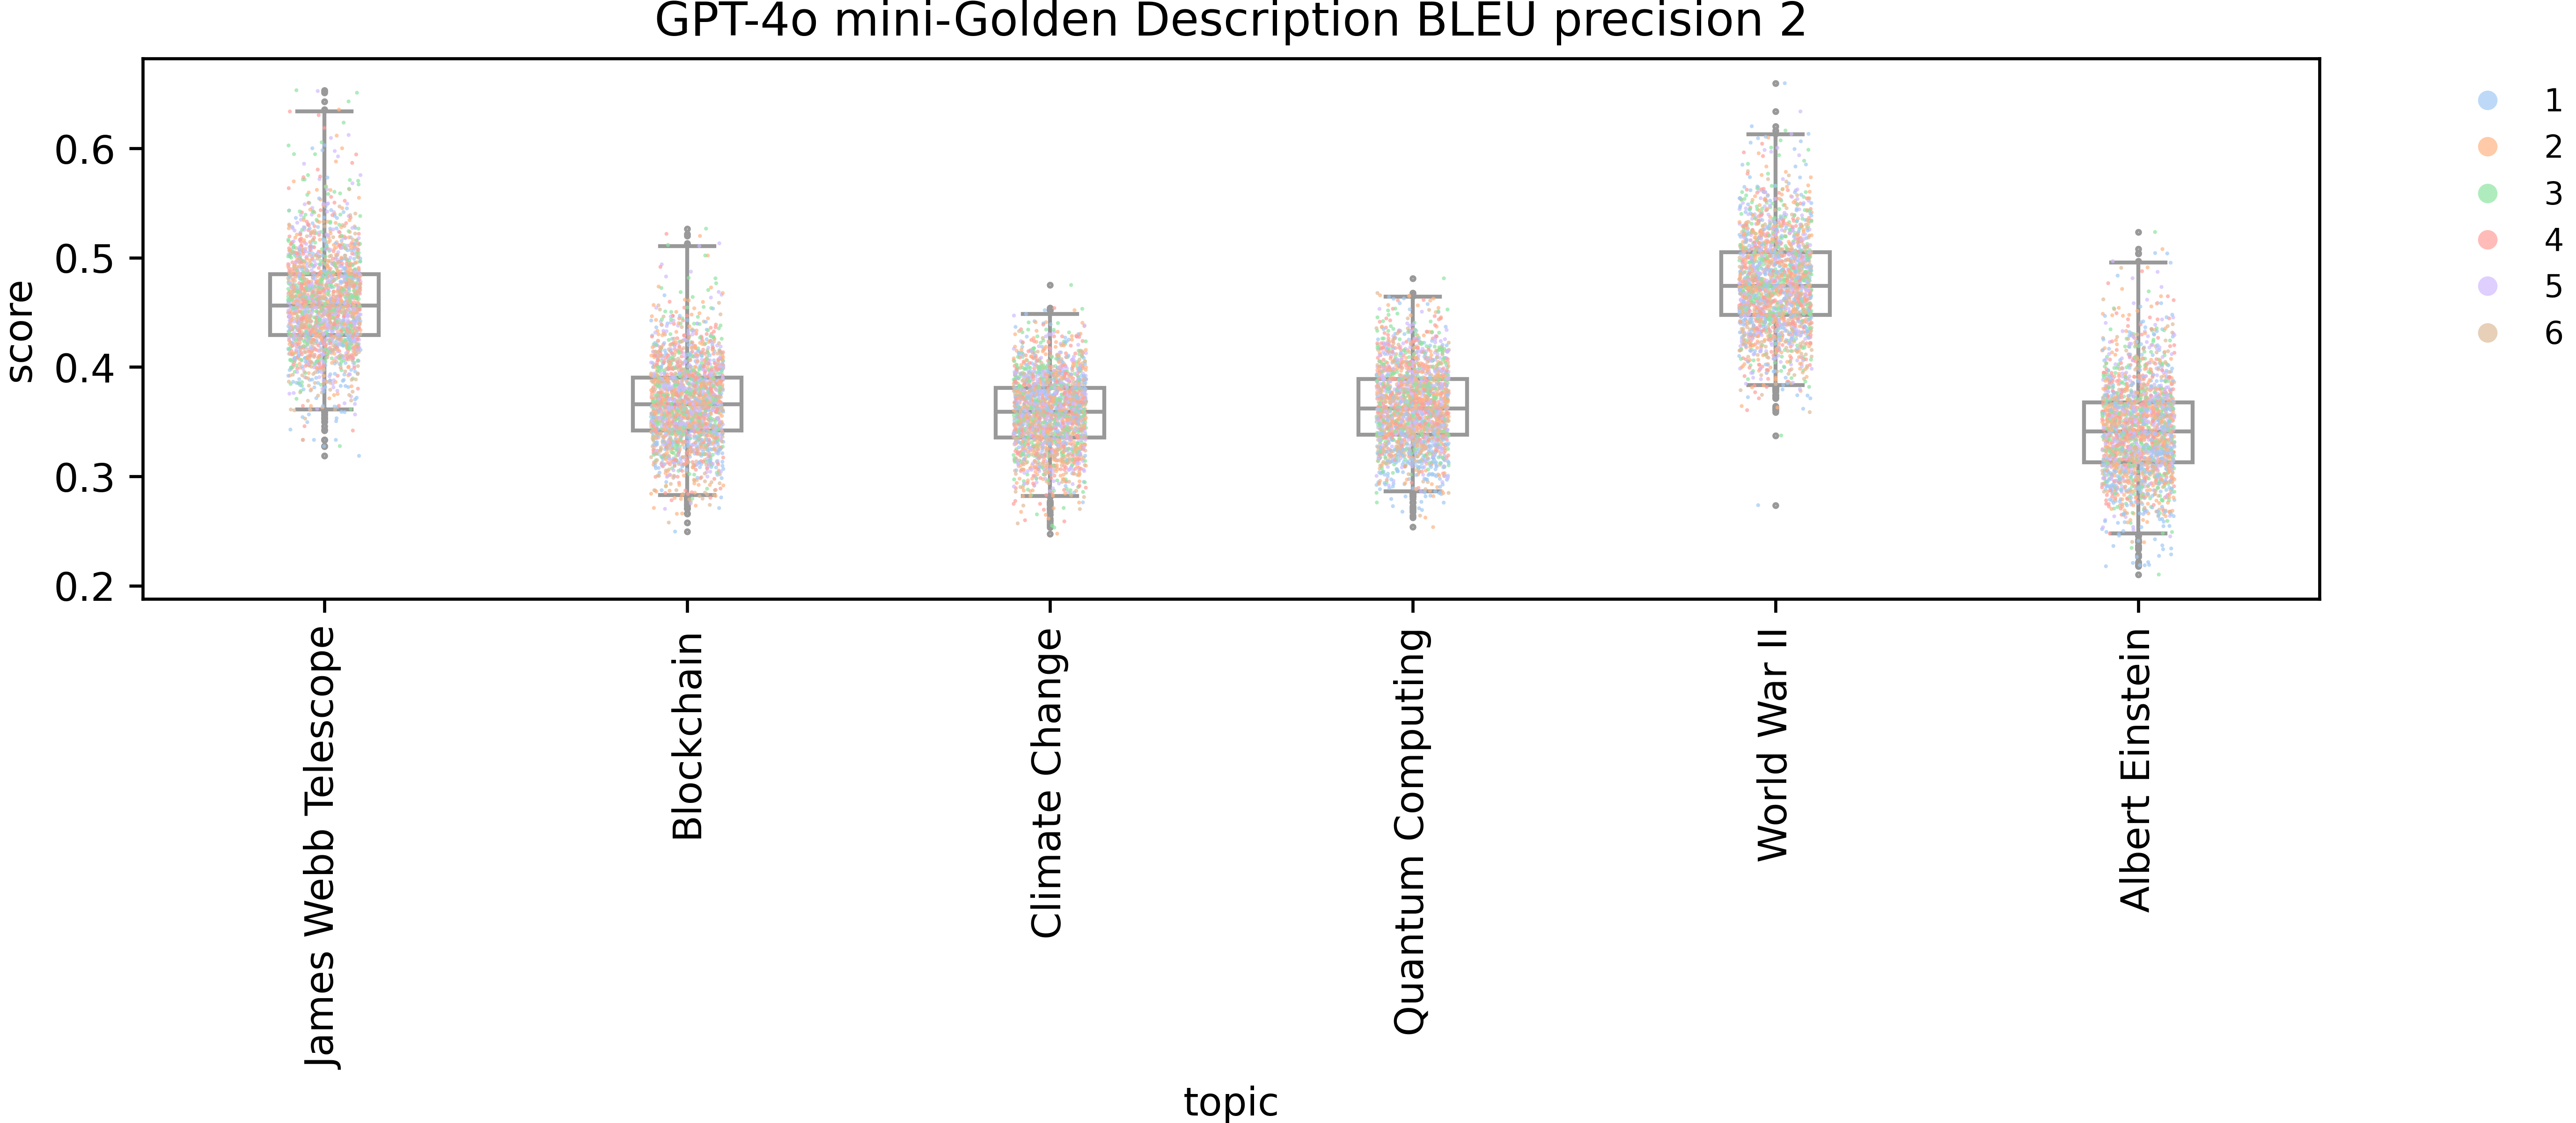 GPT-4o mini-Golden Description BLEU precision 2
score
0.6
0.5
0.4
0.3
0.2
James Webb Telescope
Blockchain
Climate Change
Quantum Computing
World War II
Albert Einstein
topic
1
2
3
4
5
6